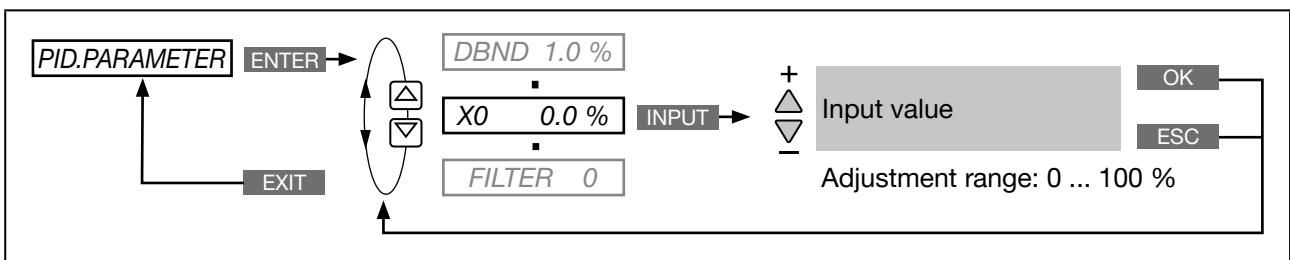 PID.PARAMETER ENTER
DBND 1.0 %
X0 0.0 % INPUT
FILTER 0
EXIT
+
−
Input value
OK
ESC
Adjustment range: 0 ... 100 %